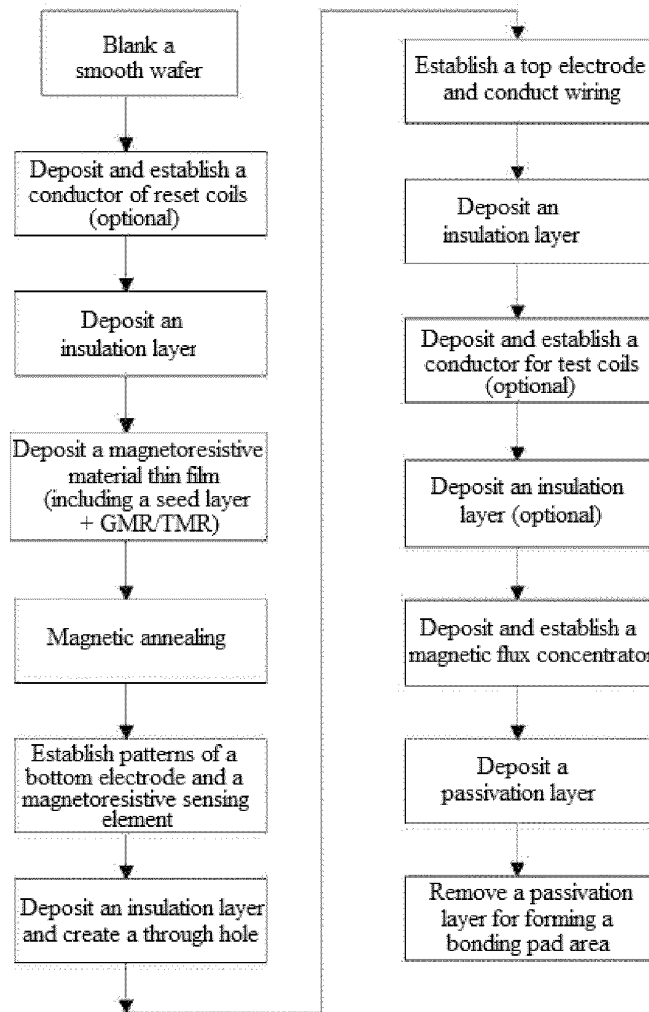 Blank a
smooth wafer
Deposit and establish a
conductor of reset coils
(optional)
Deposit an
insulation layer
Deposit a magnetoresistive
material thin film
(including a seed layer
+ GMR/TMR)
Magnetic annealing
Establish patterns of a
bottom electrode and a
magnetoresistive sensing
element
Deposit an insulation layer
and create a through hole
Establish a top electrode
and conduct wiring
Deposit an
insulation layer
Deposit and establish a
conductor for test coils
(optional)
Deposit an insulation
layer (optional)
Deposit and establish a
magnetic flux concentrator
Deposit a
passivation layer
Remove a passivation
layer for forming a
bonding pad area